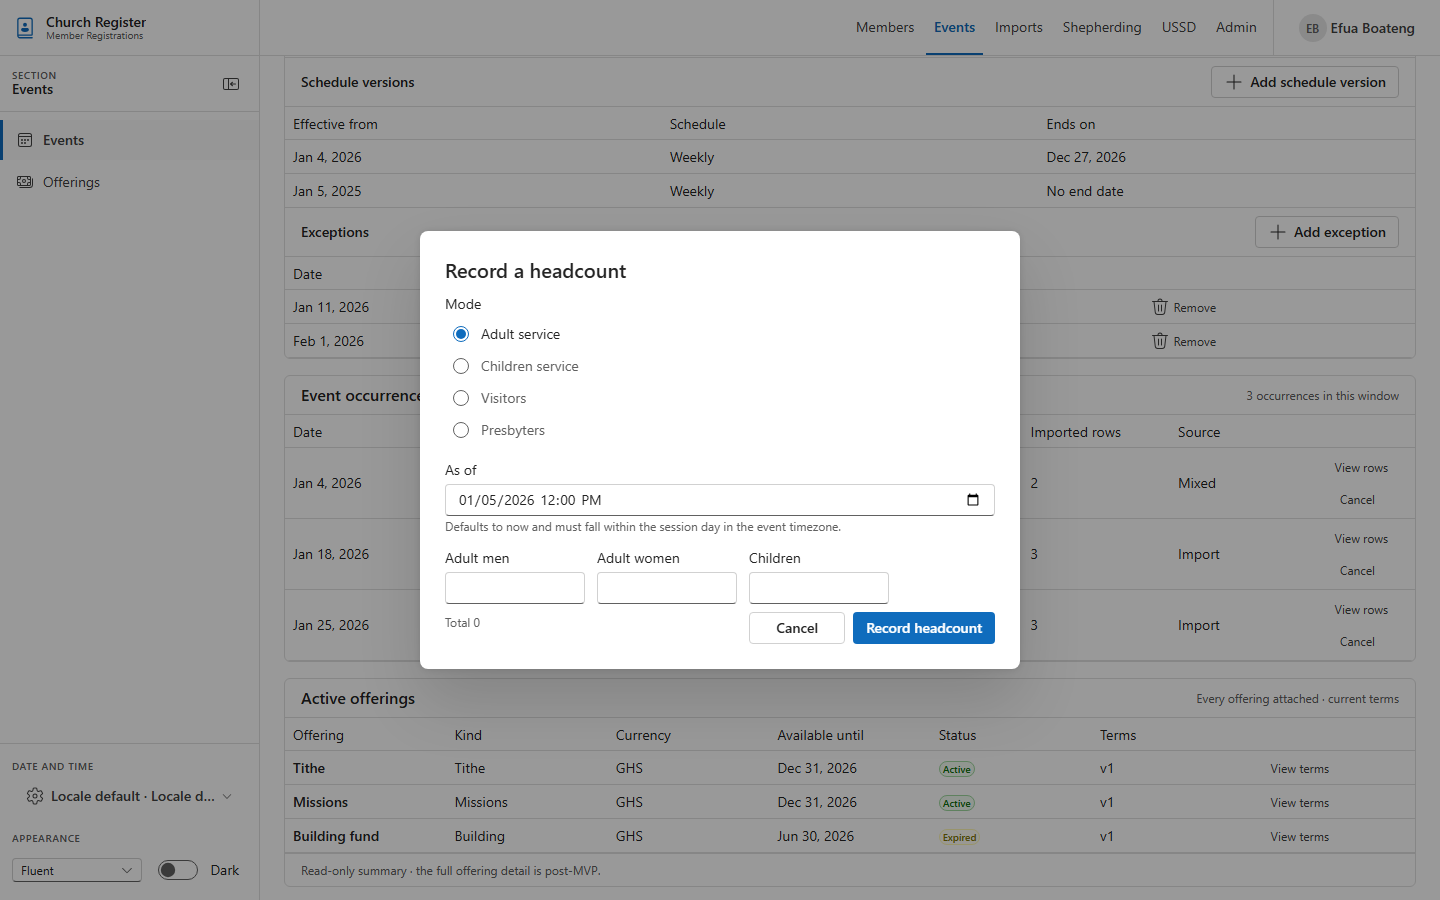 Church Register
Member Registrations
Members
Events
Imports
Shepherding
USSD
Admin
EB
Efua Boateng
SECTION
Events
Events
Offerings
Schedule versions
Add schedule version
Effective from
Schedule
Ends on
Jan 4, 2026
Weekly
Dec 27, 2026
Jan 5, 2025
Weekly
No end date
Exceptions
Add exception
Date
Jan 11, 2026
Remove
Feb 1, 2026
Remove
Record a headcount
Mode
Adult service
Children service
Visitors
Presbyters
As of
01/05/2026 12:00 PM
Defaults to now and must fall within the session day in the event timezone.
Adult men
Adult women
Children
Total 0
Cancel
Record headcount
Event occurrence
3 occurrences in this window
Date
Imported rows
Source
Jan 4, 2026
2
Mixed
View rows
Cancel
Jan 18, 2026
3
Import
View rows
Cancel
Jan 25, 2026
3
Import
View rows
Cancel
Active offerings
Every offering attached · current terms
Offering
Kind
Currency
Available until
Status
Terms
Tithe
Tithe
GHS
Dec 31, 2026
Active
v1
View terms
Missions
Missions
GHS
Dec 31, 2026
Active
v1
View terms
Building fund
Building
GHS
Jun 30, 2026
Expired
v1
View terms
Read-only summary · the full offering detail is post-MVP.
DATE AND TIME
Locale default · Locale d...
APPEARANCE
Fluent
Dark